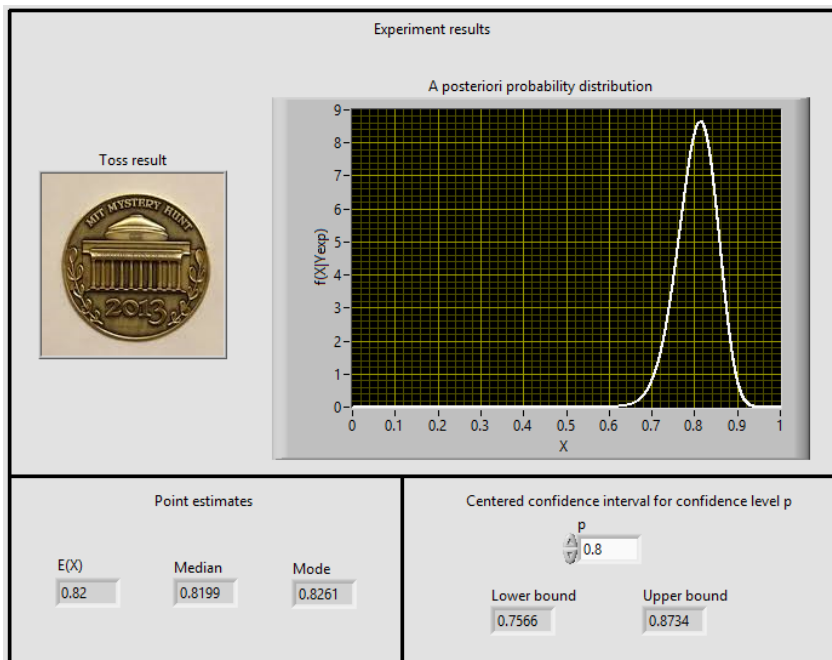 Experiment results
A posteriori probability distribution
Toss result
MIT MYSTERY HUNT
2013
f(X|Yexp)
9
8
7
6
5
4
3
2
1
0
0 0.1 0.2 0.3 0.4 0.5 0.6 0.7 0.8 0.9 1
X
Point estimates
E(X) Median Mode
0.82 0.8199 0.8261
Centered confidence interval for confidence level p
p
0.8
Lower bound Upper bound
0.7566 0.8734